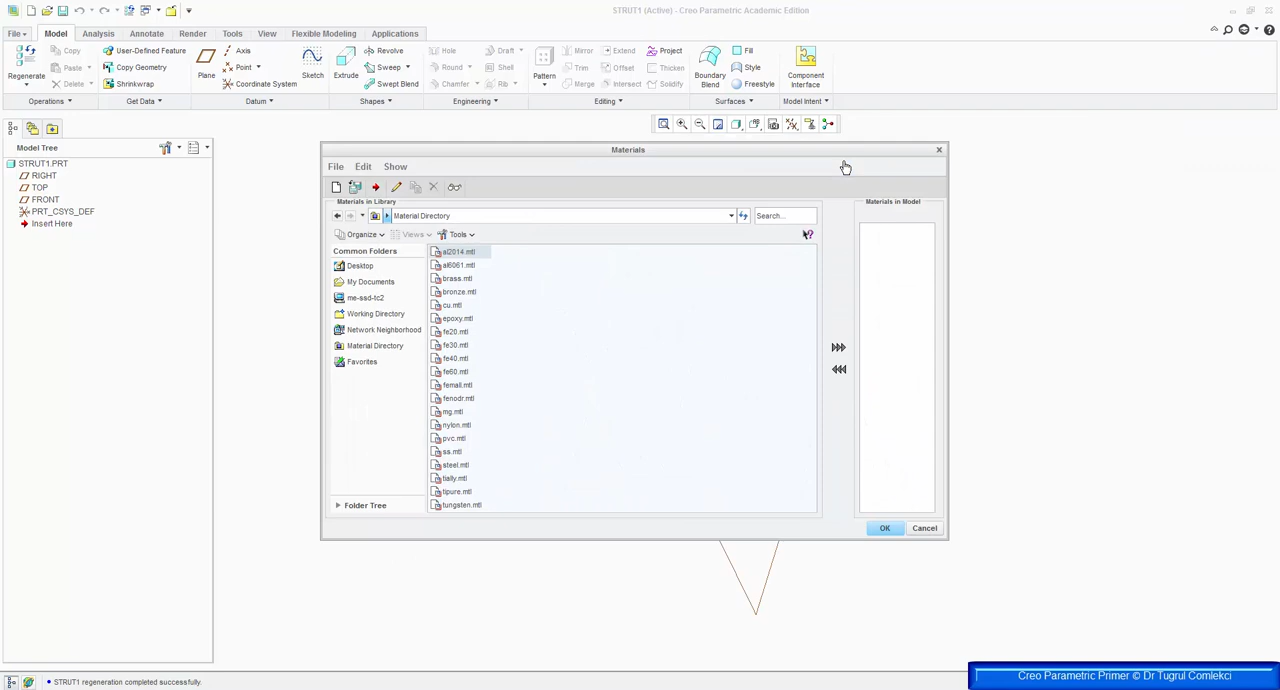 STRUT1 (Active) - Creo Parametric Academic Edition
File Model Analysis Annotate Render Tools View Flexible Modeling Applications
Regenerate
Copy
Paste
Delete
User-Defined Feature
Copy Geometry
Shrinkwrap
Plane
Axis
Point
Coordinate System
Sketch
Extrude
Revolve
Sweep
Swept Blend
Hole
Round
Chamfer
Draft
Shell
Rib
Pattern
Mirror
Trim
Merge
Extend
Offset
Intersect
Project
Thicken
Solidify
Boundary
Blend
Fill
Style
Freestyle
Component
Interface
Operations Get Data Datum Shapes Engineering Editing Surfaces Model Intent
Model Tree
STRUT1.PRT
RIGHT
TOP
FRONT
PRT_CSYS_DEF
Insert Here
Materials
File Edit Show
Materials in Library
Material Directory
Search...
Organize Views Tools
Common Folders
Desktop
My Documents
me-ssd-tc2
Working Directory
Network Neighborhood
Material Directory
Favorites
Folder Tree
al2014.mtl
al6061.mtl
brass.mtl
bronze.mtl
cu.mtl
epoxy.mtl
fe20.mtl
fe30.mtl
fe40.mtl
fe60.mtl
femall.mtl
fenodr.mtl
mg.mtl
nylon.mtl
pvc.mtl
ss.mtl
steel.mtl
tially.mtl
tipure.mtl
tungsten.mtl
Materials in Model
OK Cancel
STRUT1 regeneration completed successfully.
Creo Parametric Primer © Dr Tugrul Comlekci